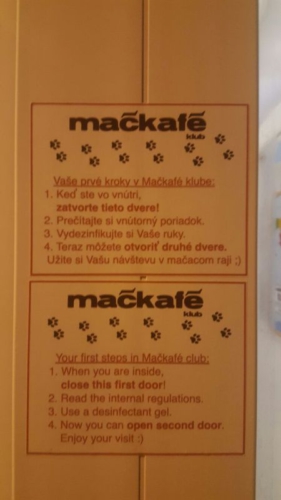 mačkafé
klub
Vaše prvé kroky v Mačkafé klube:
1. Keď ste vo vnútri,
zatvorte tieto dvere!
2. Prečítajte si vnútorný poriadok.
3. Vydezinfikujte si Vaše ruky.
4. Teraz môžete otvoriť druhé dvere.
Užite si Vašu návštevu v mačacom raji :)
mačkafé
klub
Your first steps in Mačkafé club:
1. When you are inside,
close this first door!
2. Read the internal regulations.
3. Use a desinfectant gel.
4. Now you can open second door.
Enjoy your visit :)